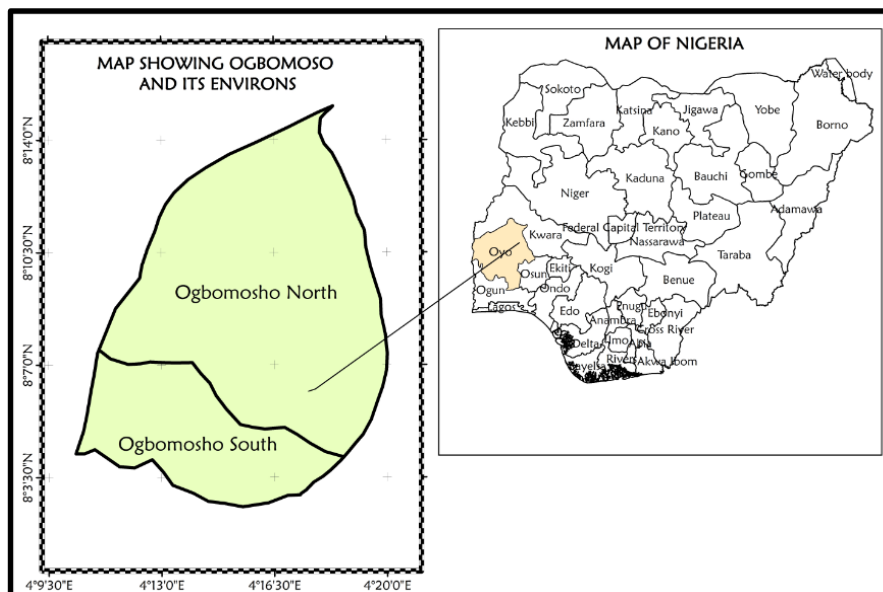 MAP SHOWING OGBOMOSO
AND ITS ENVIRONS
8°14'0"N
8°10'30"N
8°7'0"N
8°3'30"N
Ogbomosho North
Ogbomosho South
4°9'30"E
4°13'0"E
4°16'30"E
4°20'0"E
MAP OF NIGERIA
Water body
Sokoto
Katsina
Jigawa
Yobe
Kebbi
Zamfara
Kano
Borno
Kaduna
Bauchi
Gombe
Niger
Adamawa
Plateau
Kwara
Federal Capital Territory
Nassarawa
Oyo
Taraba
Osun
Ekiti
Kogi
Benue
Ogun
Ondo
Lagos
Edo
Enugu
Ebonyi
Anambra
Cross River
Delta
Imo
Abia
Bayelsa
Rivers
Akwa Ibom